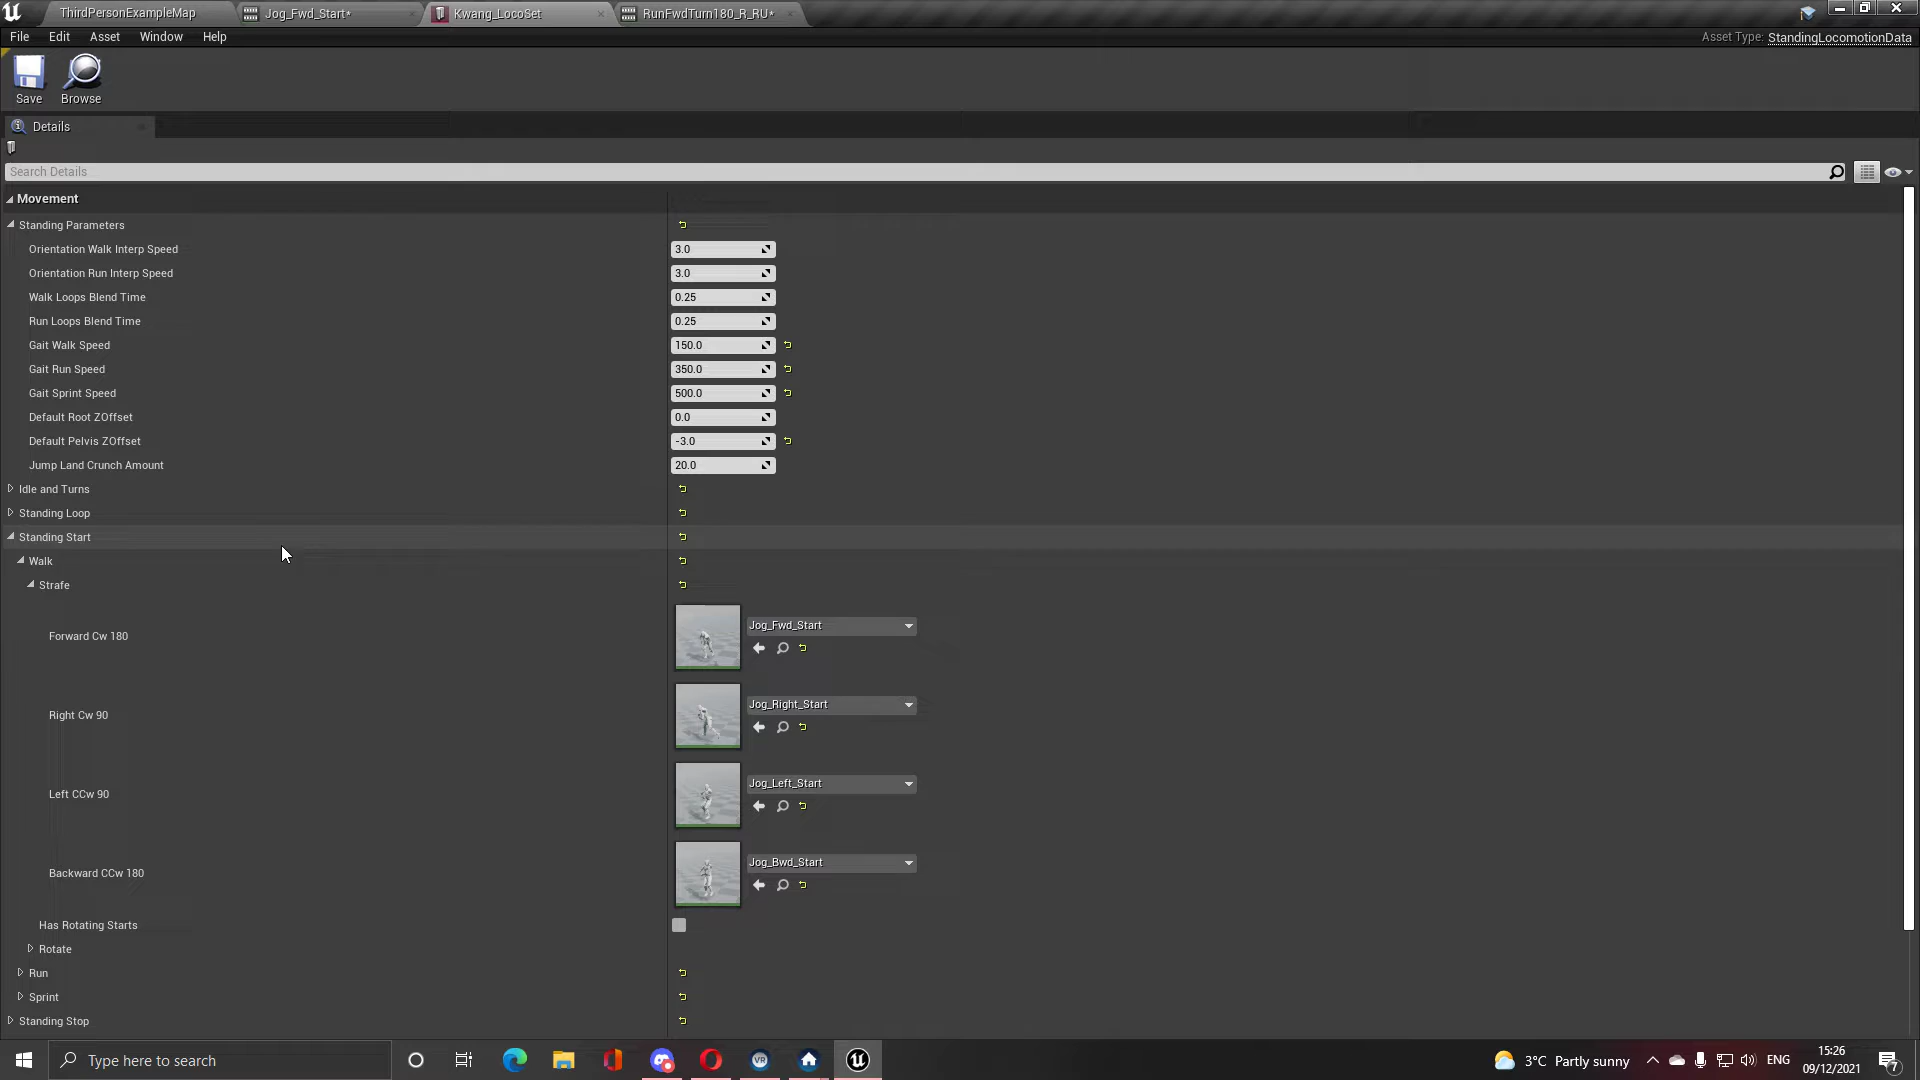 ThirdPersonExampleMap
Jog_Fwd_Start*
Kwang_LocoSet
RunFwdTurn180_R_RU*
File Edit Asset Window Help
Asset Type: StandingLocomotionData
Save
Browse
Details
Search Details
Movement
Standing Parameters
Orientation Walk Interp Speed 3.0
Orientation Run Interp Speed 3.0
Walk Loops Blend Time 0.25
Run Loops Blend Time 0.25
Gait Walk Speed 150.0
Gait Run Speed 350.0
Gait Sprint Speed 500.0
Default Root ZOffset 0.0
Default Pelvis ZOffset -3.0
Jump Land Crunch Amount 20.0
Idle and Turns
Standing Loop
Standing Start
Walk
Strafe
Forward Cw 180 Jog_Fwd_Start
Right Cw 90 Jog_Right_Start
Left CCw 90 Jog_Left_Start
Backward CCw 180 Jog_Bwd_Start
Has Rotating Starts
Rotate
Run
Sprint
Standing Stop
Type here to search
VR
3°C Partly sunny
ENG
15:26
09/12/2021
7